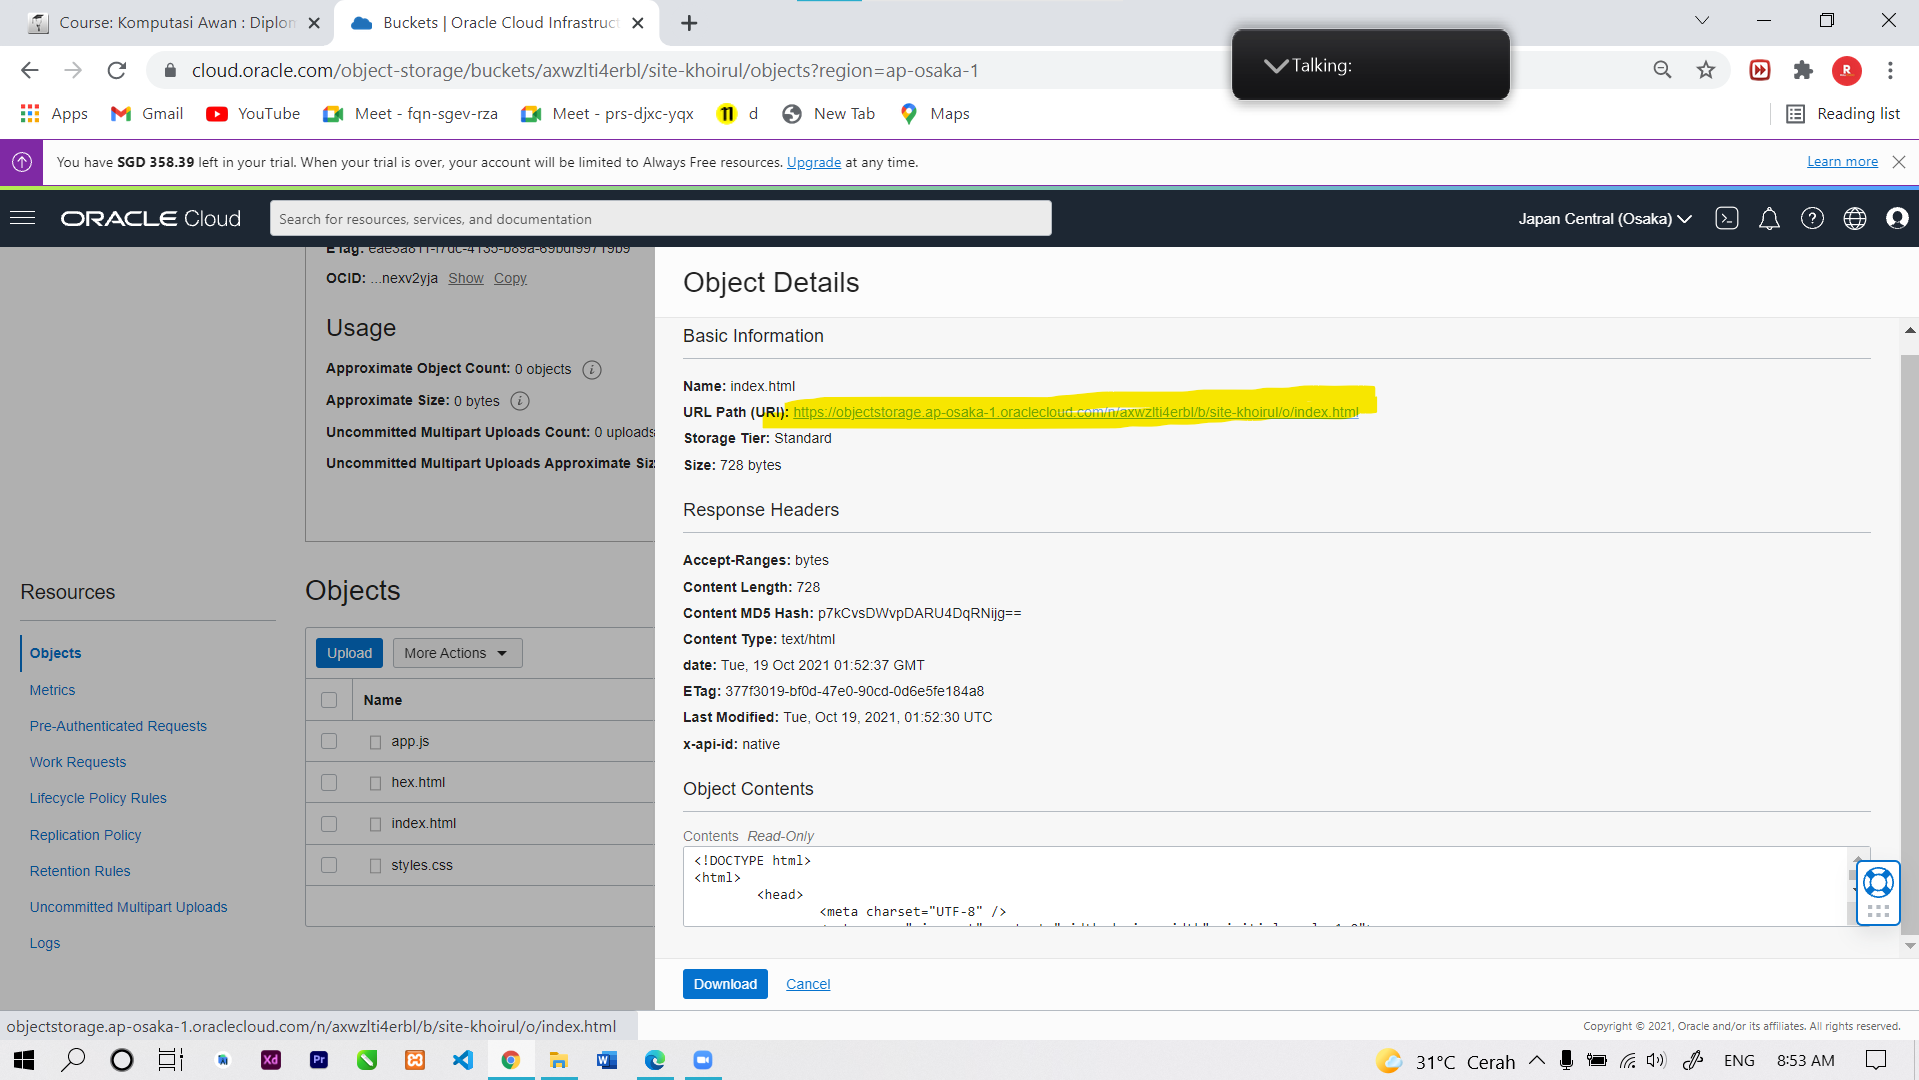 Course: Komputasi Awan : Diplon
Buckets | Oracle Cloud Infrastruct
cloud.oracle.com/object-storage/buckets/axwzlti4erbl/site-khoirul/objects?region=ap-osaka-1
Talking:
R
Apps
Gmail
YouTube
Meet - fqn-sgev-rza
Meet - prs-djxc-yqx
d
New Tab
Maps
Reading list
You have SGD 358.39 left in your trial. When your trial is over, your account will be limited to Always Free resources. Upgrade at any time.
Learn more
ORACLE Cloud
Search for resources, services, and documentation
Japan Central (Osaka)
ETag: eae3a811-f7dc-4135-b89a-69bdf99719b9
OCID: ...nexv2yja Show Copy
Usage
Approximate Object Count: 0 objects
Approximate Size: 0 bytes
Uncommitted Multipart Uploads Count: 0 uploads
Uncommitted Multipart Uploads Approximate Siz
Resources
Objects
Metrics
Pre-Authenticated Requests
Work Requests
Lifecycle Policy Rules
Replication Policy
Retention Rules
Uncommitted Multipart Uploads
Logs
Objects
Upload
More Actions
Name
app.js
hex.html
index.html
styles.css
Object Details
Basic Information
Name: index.html
URL Path (URI): https://objectstorage.ap-osaka-1.oraclecloud.com/n/axwzlti4erbl/b/site-khoirul/o/index.html
Storage Tier: Standard
Size: 728 bytes
Response Headers
Accept-Ranges: bytes
Content Length: 728
Content MD5 Hash: p7kCvsDWvpDARU4DqRNijg==
Content Type: text/html
date: Tue, 19 Oct 2021 01:52:37 GMT
ETag: 377f3019-bf0d-47e0-90cd-0d6e5fe184a8
Last Modified: Tue, Oct 19, 2021, 01:52:30 UTC
x-api-id: native
Object Contents
Contents Read-Only
<!DOCTYPE html>
<html>
<head>
<meta charset="UTF-8" />
Download
Cancel
objectstorage.ap-osaka-1.oraclecloud.com/n/axwzlti4erbl/b/site-khoirul/o/index.html
Copyright © 2021, Oracle and/or its affiliates. All rights reserved.
Xd
Pr
31°C Cerah
ENG
8:53 AM